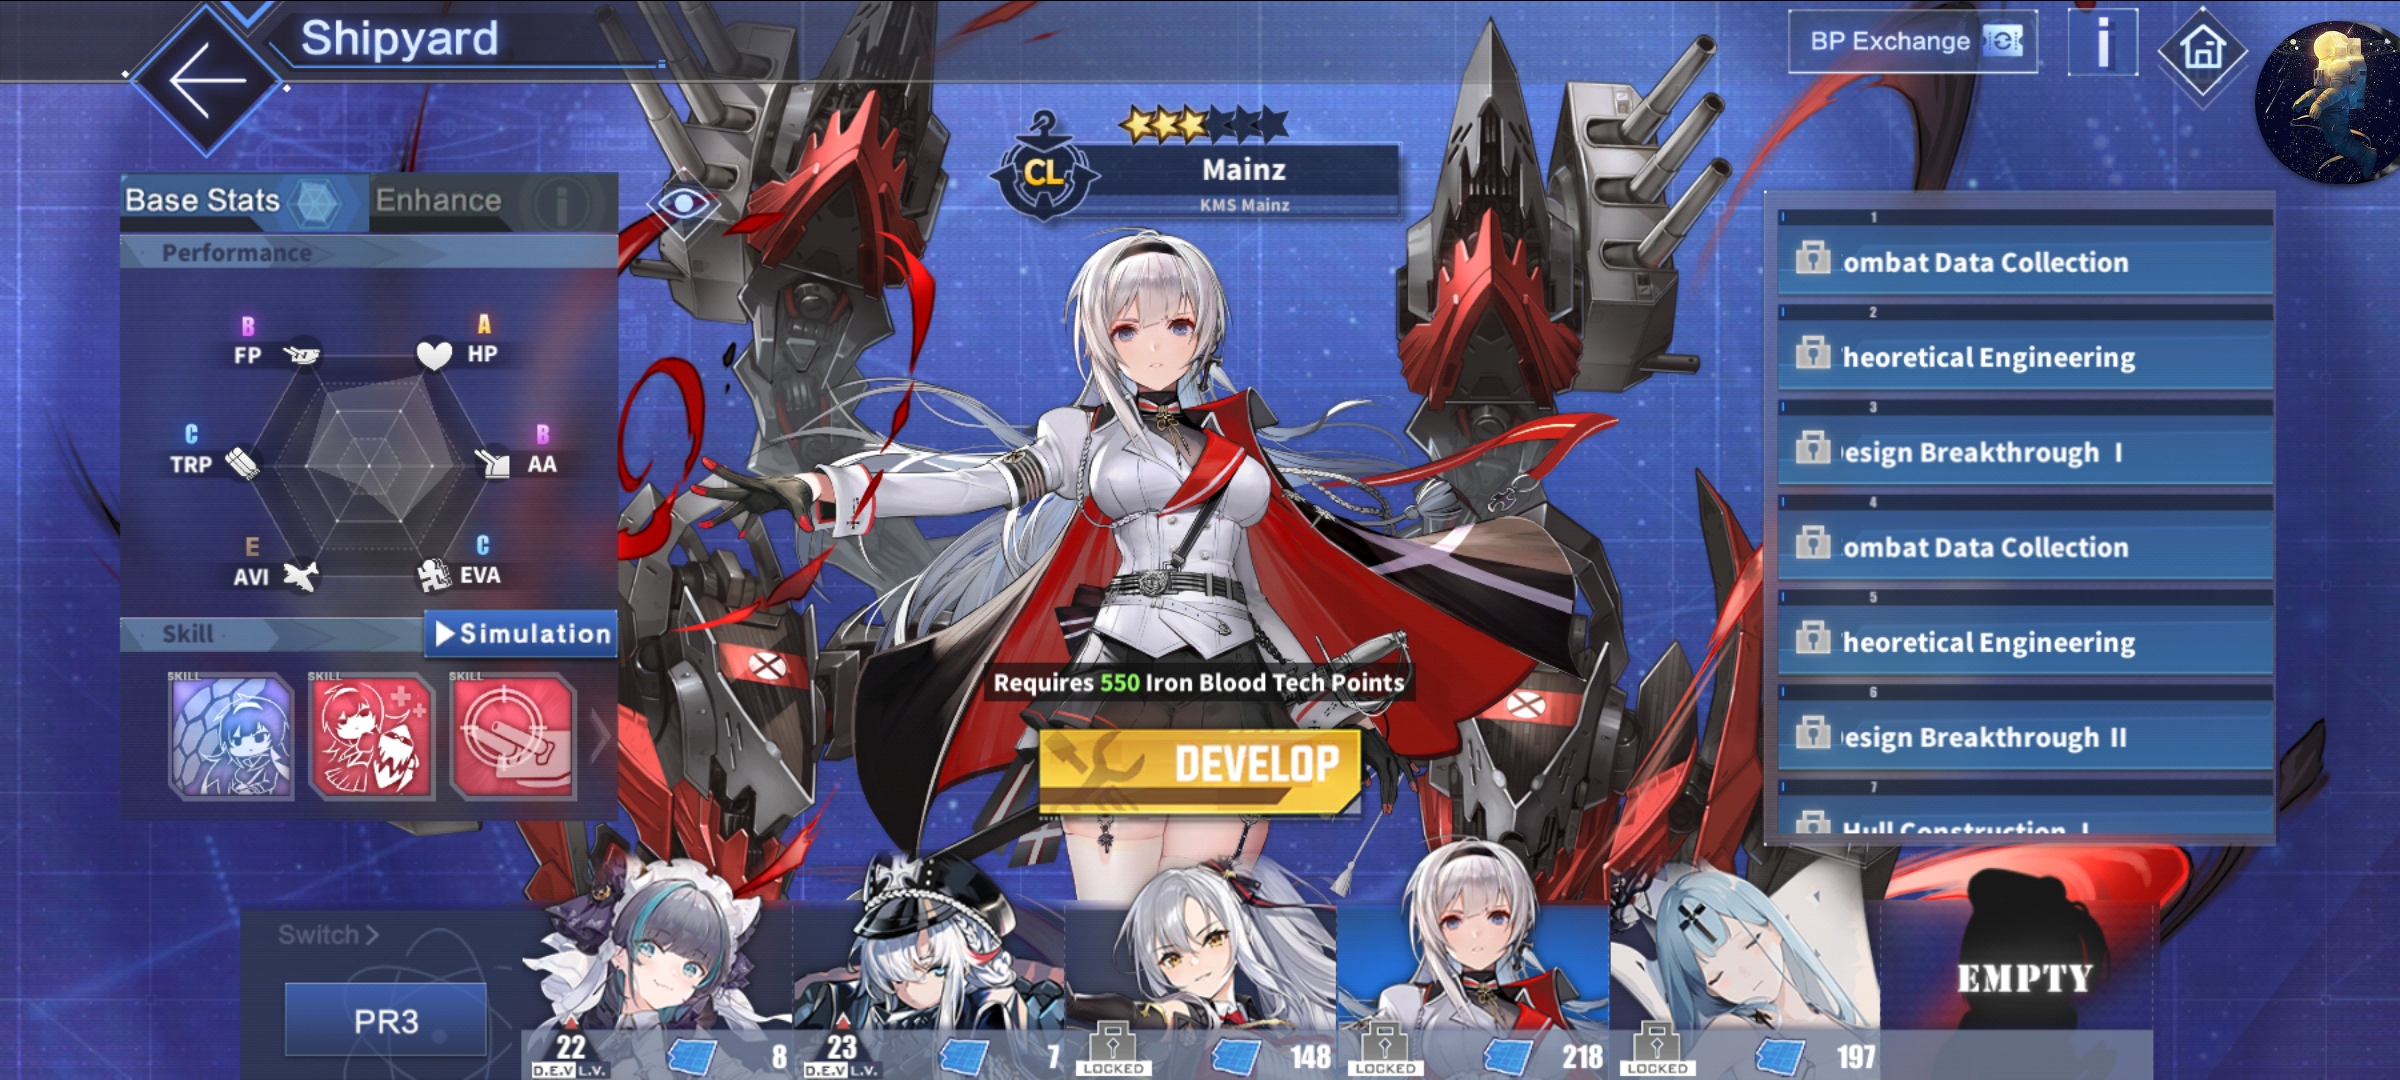 Shipyard
BP Exchange
i
CL
Mainz
KMS Mainz
Base Stats
Enhance
i
Performance
B
FP
A
HP
C
TRP
B
AA
E
AVI
C
EVA
Skill
Simulation
SKILL
SKILL
SKILL
Requires 550 Iron Blood Tech Points
DEVELOP
1
ombat Data Collection
2
heoretical Engineering
3
esign Breakthrough I
4
ombat Data Collection
5
heoretical Engineering
6
esign Breakthrough II
7
Hull Construction I
Switch >
PR3
22
D.E.V L.V.
8
23
D.E.V L.V.
7
LOCKED
148
LOCKED
218
LOCKED
197
EMPTY